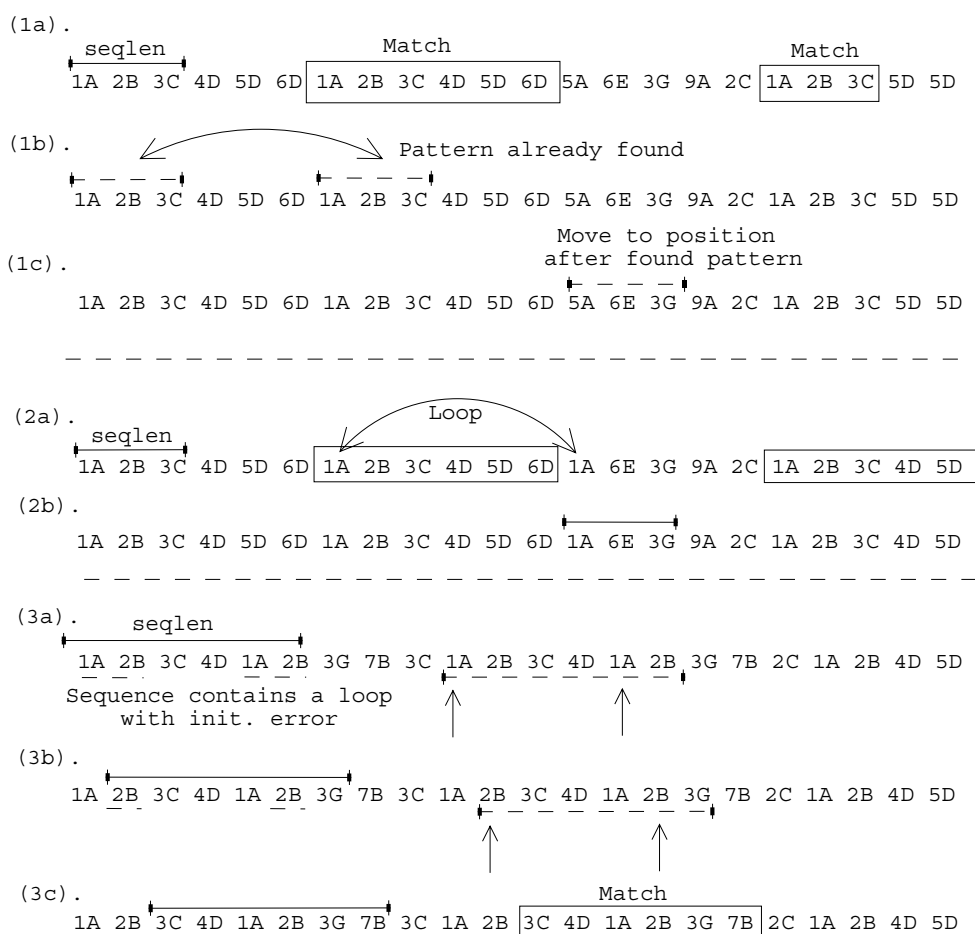 (1a).
seqlen Match Match
1A 2B 3C 4D 5D 6D 1A 2B 3C 4D 5D 6D 5A 6E 3G 9A 2C 1A 2B 3C 5D 5D
(1b).
Pattern already found
1A 2B 3C 4D 5D 6D 1A 2B 3C 4D 5D 6D 5A 6E 3G 9A 2C 1A 2B 3C 5D 5D
Move to position
after found pattern
(1c).
1A 2B 3C 4D 5D 6D 1A 2B 3C 4D 5D 6D 5A 6E 3G 9A 2C 1A 2B 3C 5D 5D
(2a).
Loop
seqlen
1A 2B 3C 4D 5D 6D 1A 2B 3C 4D 5D 6D 1A 6E 3G 9A 2C 1A 2B 3C 4D 5D
(2b).
1A 2B 3C 4D 5D 6D 1A 2B 3C 4D 5D 6D 1A 6E 3G 9A 2C 1A 2B 3C 4D 5D
(3a).
seqlen
1A 2B 3C 4D 1A 2B 3G 7B 3C 1A 2B 3C 4D 1A 2B 3G 7B 2C 1A 2B 4D 5D
Sequence contains a loop
with init. error
(3b).
1A 2B 3C 4D 1A 2B 3G 7B 3C 1A 2B 3C 4D 1A 2B 3G 7B 2C 1A 2B 4D 5D
(3c).
Match
1A 2B 3C 4D 1A 2B 3G 7B 3C 1A 2B 3C 4D 1A 2B 3G 7B 2C 1A 2B 4D 5D